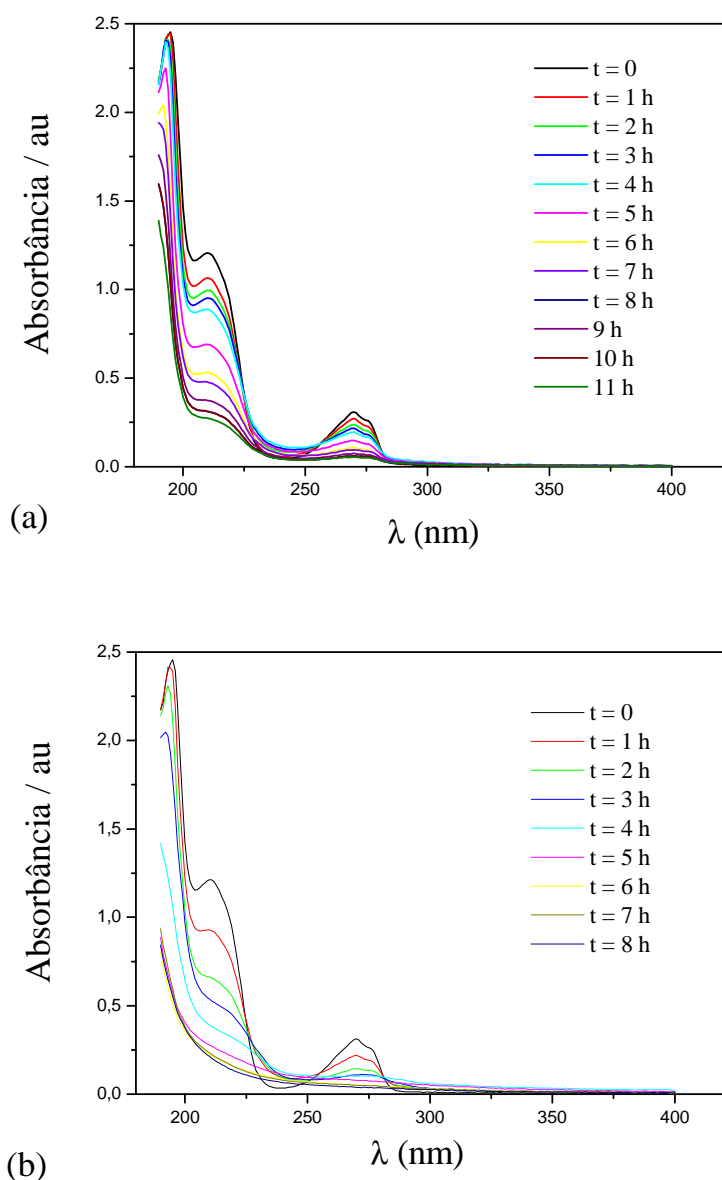 2.5
2.0
1.5
1.0
0.5
0.0
200
250
300
350
400
Absorbância / au
λ (nm)
t = 0
t = 1 h
t = 2 h
t = 3 h
t = 4 h
t = 5 h
t = 6 h
t = 7 h
t = 8 h
9 h
10 h
11 h
(a)
2,5
2,0
1,5
1,0
0,5
0,0
200
250
300
350
400
Absorbância / au
λ (nm)
t = 0
t = 1 h
t = 2 h
t = 3 h
t = 4 h
t = 5 h
t = 6 h
t = 7 h
t = 8 h
(b)